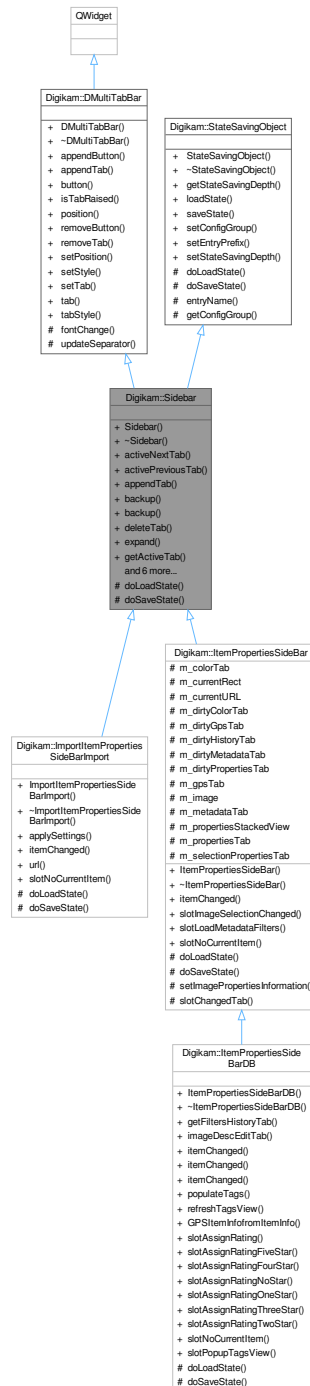 QWidget
Digikam::DMultiTabBar
+ DMultiTabBar()
+ ~DMultiTabBar()
+ appendButton()
+ appendTab()
+ button()
+ isTabRaised()
+ position()
+ removeButton()
+ removeTab()
+ setPosition()
+ setStyle()
+ setTab()
+ tab()
+ tabStyle()
# fontChange()
# updateSeparator()
Digikam::StateSavingObject
+ StateSavingObject()
+ ~StateSavingObject()
+ getStateSavingDepth()
+ loadState()
+ saveState()
+ setConfigGroup()
+ setEntryPrefix()
+ setStateSavingDepth()
# doLoadState()
# doSaveState()
# entryName()
# getConfigGroup()
Digikam::Sidebar
+ Sidebar()
+ ~Sidebar()
+ activeNextTab()
+ activePreviousTab()
+ appendTab()
+ backup()
+ backup()
+ deleteTab()
+ expand()
+ getActiveTab()
and 6 more...
# doLoadState()
# doSaveState()
Digikam::ImportItemProperties
SideBarImport
+ ImportItemPropertiesSide
BarImport()
+ ~ImportItemPropertiesSide
BarImport()
+ applySettings()
+ itemChanged()
+ url()
+ slotNoCurrentItem()
# doLoadState()
# doSaveState()
Digikam::ItemPropertiesSideBar
# m_colorTab
# m_currentRect
# m_currentURL
# m_dirtyColorTab
# m_dirtyGpsTab
# m_dirtyHistoryTab
# m_dirtyMetadataTab
# m_dirtyPropertiesTab
# m_gpsTab
# m_image
# m_metadataTab
# m_propertiesStackedView
# m_propertiesTab
# m_selectionPropertiesTab
+ ItemPropertiesSideBar()
+ ~ItemPropertiesSideBar()
+ itemChanged()
+ slotImageSelectionChanged()
+ slotLoadMetadataFilters()
+ slotNoCurrentItem()
# doLoadState()
# doSaveState()
# setImagePropertiesInformation()
# slotChangedTab()
Digikam::ItemPropertiesSide
BarDB
+ ItemPropertiesSideBarDB()
+ ~ItemPropertiesSideBarDB()
+ getFiltersHistoryTab()
+ imageDescEditTab()
+ itemChanged()
+ itemChanged()
+ itemChanged()
+ populateTags()
+ refreshTagsView()
+ GPSItemInfofromItemInfo()
+ slotAssignRating()
+ slotAssignRatingFiveStar()
+ slotAssignRatingFourStar()
+ slotAssignRatingNoStar()
+ slotAssignRatingOneStar()
+ slotAssignRatingThreeStar()
+ slotAssignRatingTwoStar()
+ slotNoCurrentItem()
+ slotPopupTagsView()
# doLoadState()
# doSaveState()